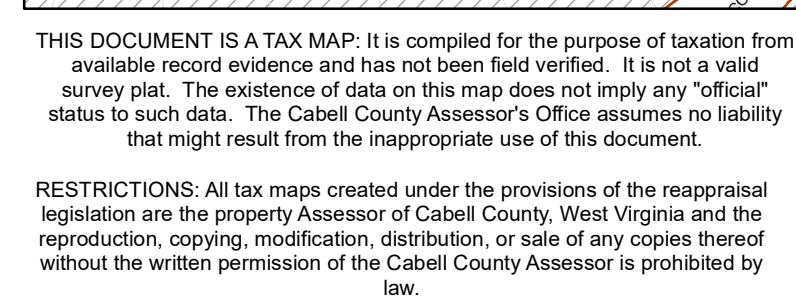 THIS DOCUMENT IS A TAX MAP: It is compiled for the purpose of taxation from
available record evidence and has not been field verified.  It is not a valid
survey plat.  The existence of data on this map does not imply any "official"
status to such data.  The Cabell County Assessor's Office assumes no liability
that might result from the inappropriate use of this document.
RESTRICTIONS: All tax maps created under the provisions of the reappraisal
legislation are the property Assessor of Cabell County, West Virginia and the
reproduction, copying, modification, distribution, or sale of any copies thereof
without the written permission of the Cabell County Assessor is prohibited by
law.